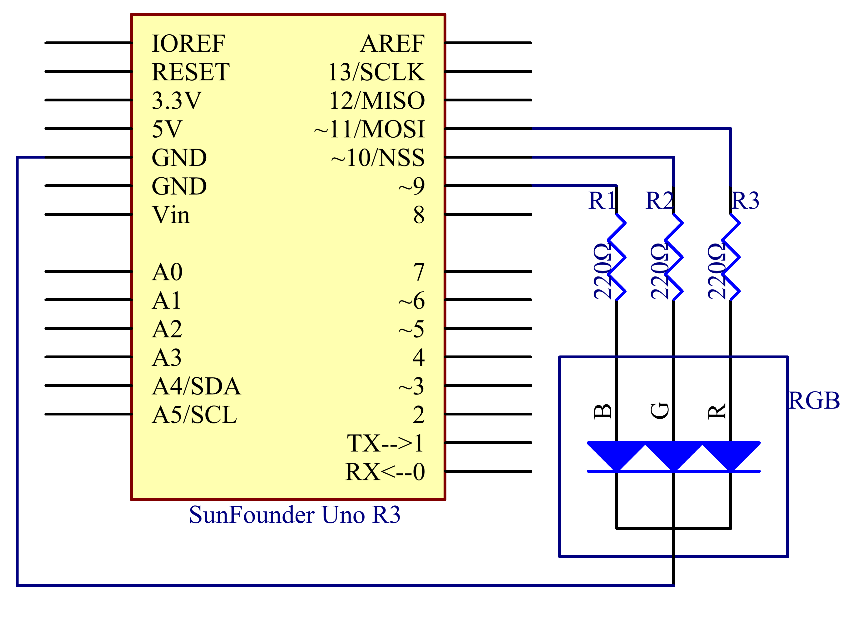 IOREF
RESET
3.3V
5V
GND
GND
Vin
A0
A1
A2
A3
A4/SDA
A5/SCL
AREF
13/SCLK
12/MISO
~11/MOSI
~10/NSS
~9
8
7
~6
~5
4
~3
2
TX-->1
RX<--0
SunFounder Uno R3
R1
R2
R3
220Ω
220Ω
220Ω
B
G
R
RGB